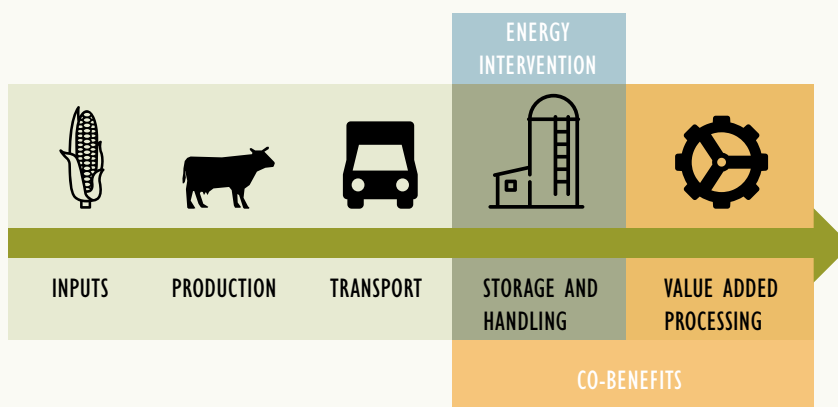 ENERGY
INTERVENTION
INPUTS
PRODUCTION
TRANSPORT
STORAGE AND
HANDLING
VALUE ADDED
PROCESSING
CO-BENEFITS